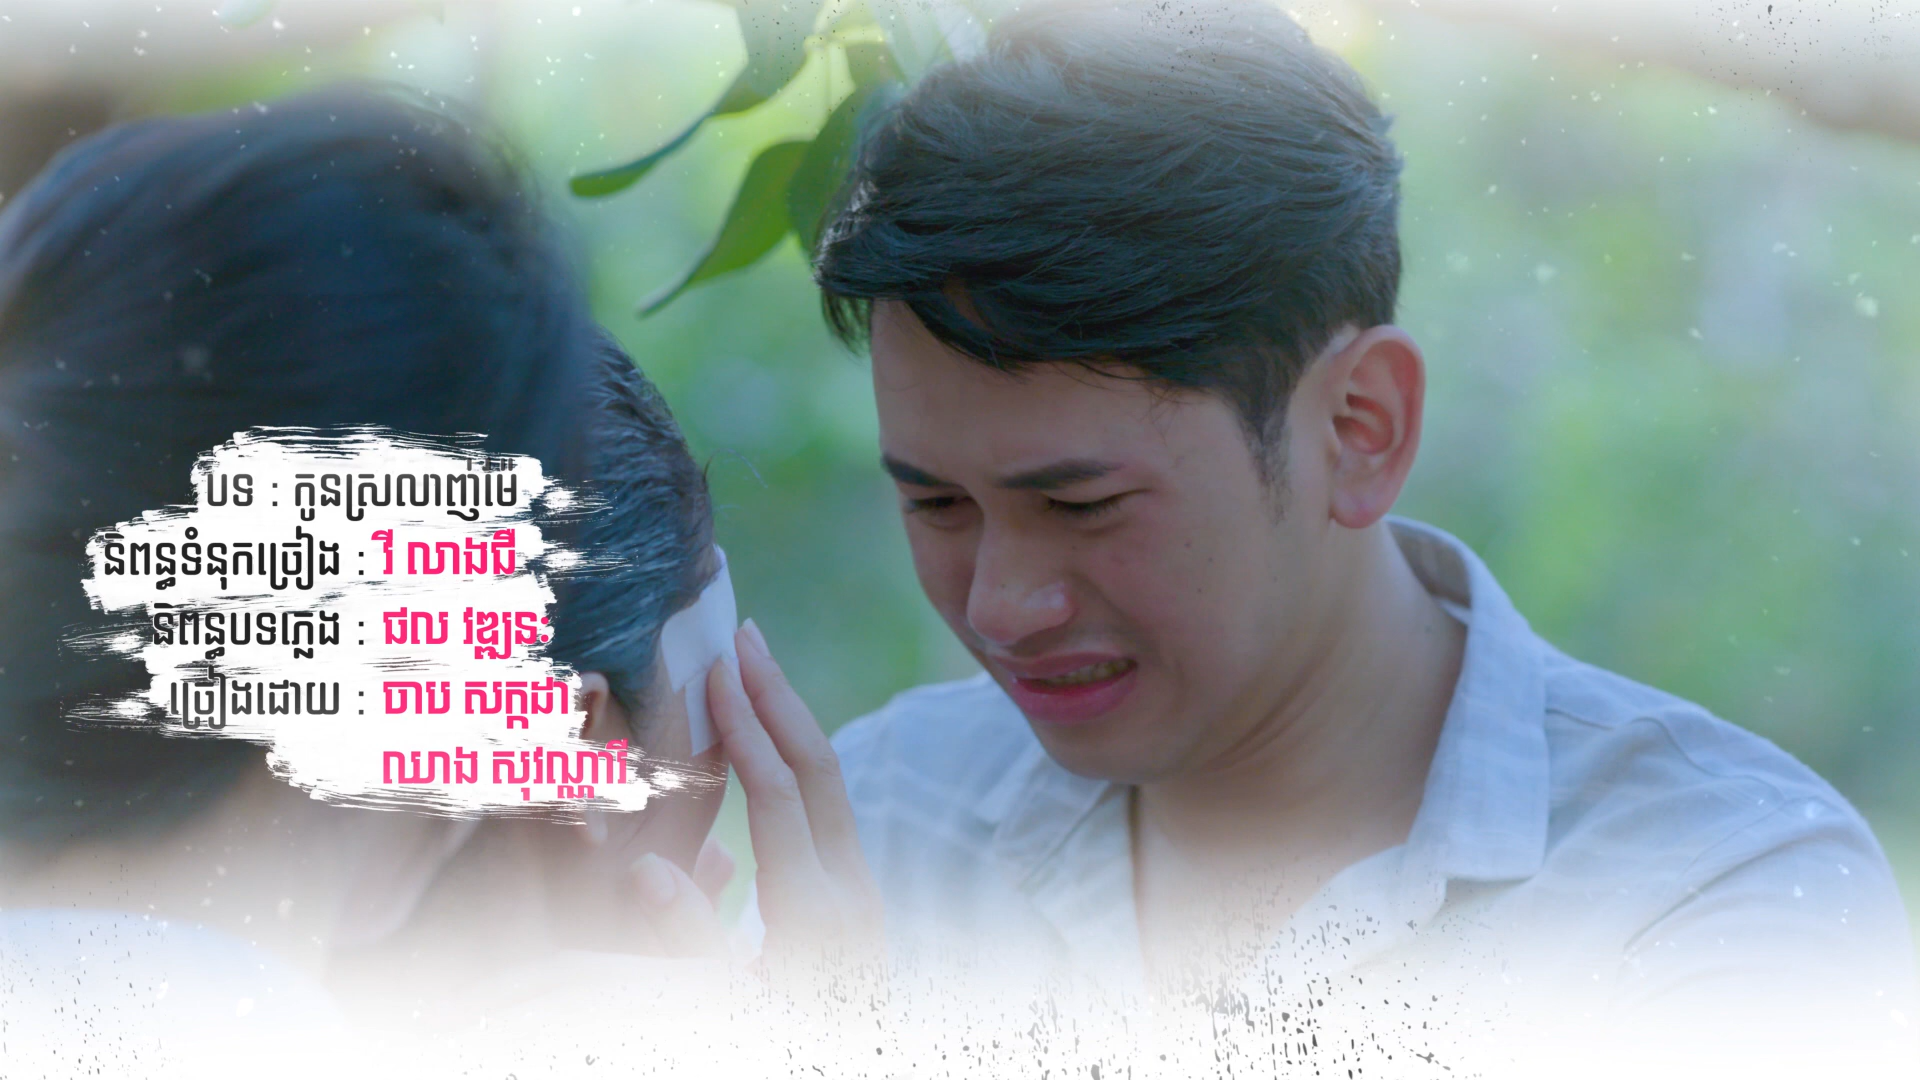 បទ : កូនស្រលាញ់ម៉ែ
និពន្ធទំនុកច្រៀង : រី លាងជី
និពន្ធបទភ្លេង : ផល វឌ្ឍនៈ
ច្រៀងដោយ : ចាប សក្កដា
ឈាង សុវណ្ណារី